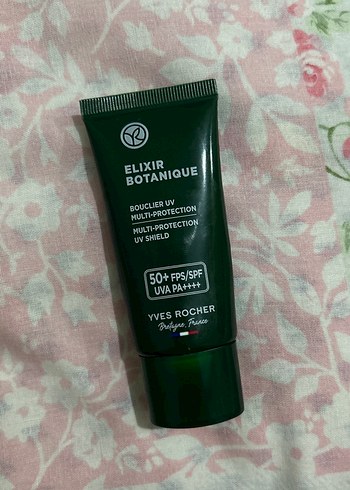 ELIXIR
BOTANIQUE
BOUCLIER UV
MULTI-PROTECTION
MULTI-PROTECTION
UV SHIELD
50+ FPS/SPF
UVA PA++++
YVES ROCHER
Bretagne, France